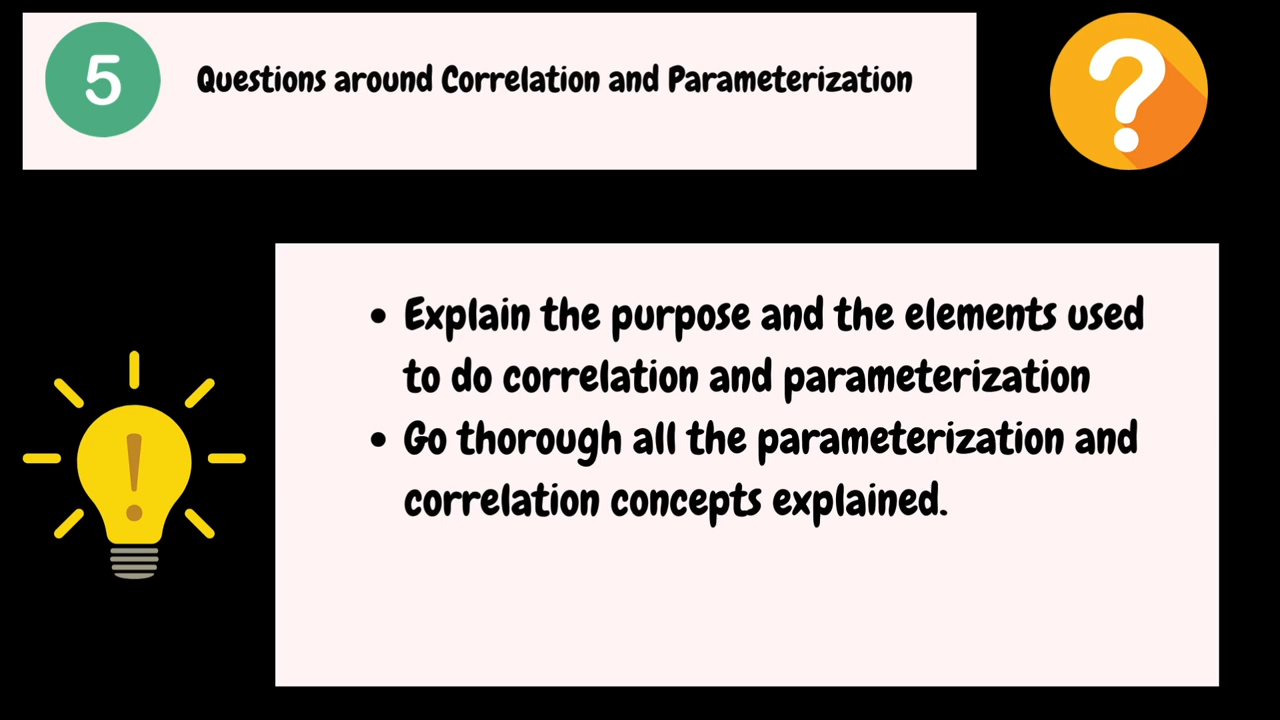 5
Questions around Correlation and Parameterization
?
!
• Explain the purpose and the elements used
to do correlation and parameterization
• Go thorough all the parameterization and
correlation concepts explained.